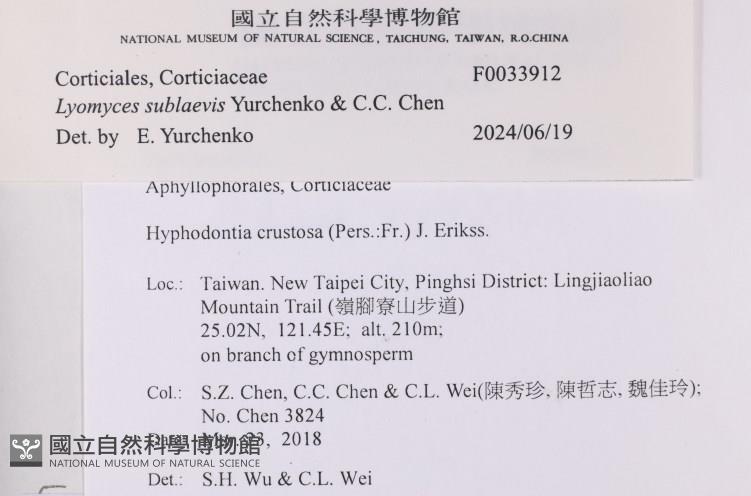 國立自然科學博物館
NATIONAL MUSEUM OF NATURAL SCIENCE, TAICHUNG, TAIWAN, R.O.CHINA
Corticiales, Corticiaceae F0033912
Lyomyces sublaevis Yurchenko & C.C. Chen
Det. by E. Yurchenko 2024/06/19
Aphyllophorales, Corticiaceae
Hyphodontia crustosa (Pers.:Fr.) J. Erikss.
Loc.: Taiwan. New Taipei City, Pinghsi District: Lingjiaoliao
Mountain Trail (嶺腳寮山步道)
25.02N, 121.45E; alt. 210m;
on branch of gymnosperm
Col.: S.Z. Chen, C.C. Chen & C.L. Wei(陳秀珍, 陳哲志, 魏佳玲);
No. Chen 3824
23, 2018
國立自然科學博物館
NATIONAL MUSEUM OF NATURAL SCIENCE
Det.: S.H. Wu & C.L. Wei